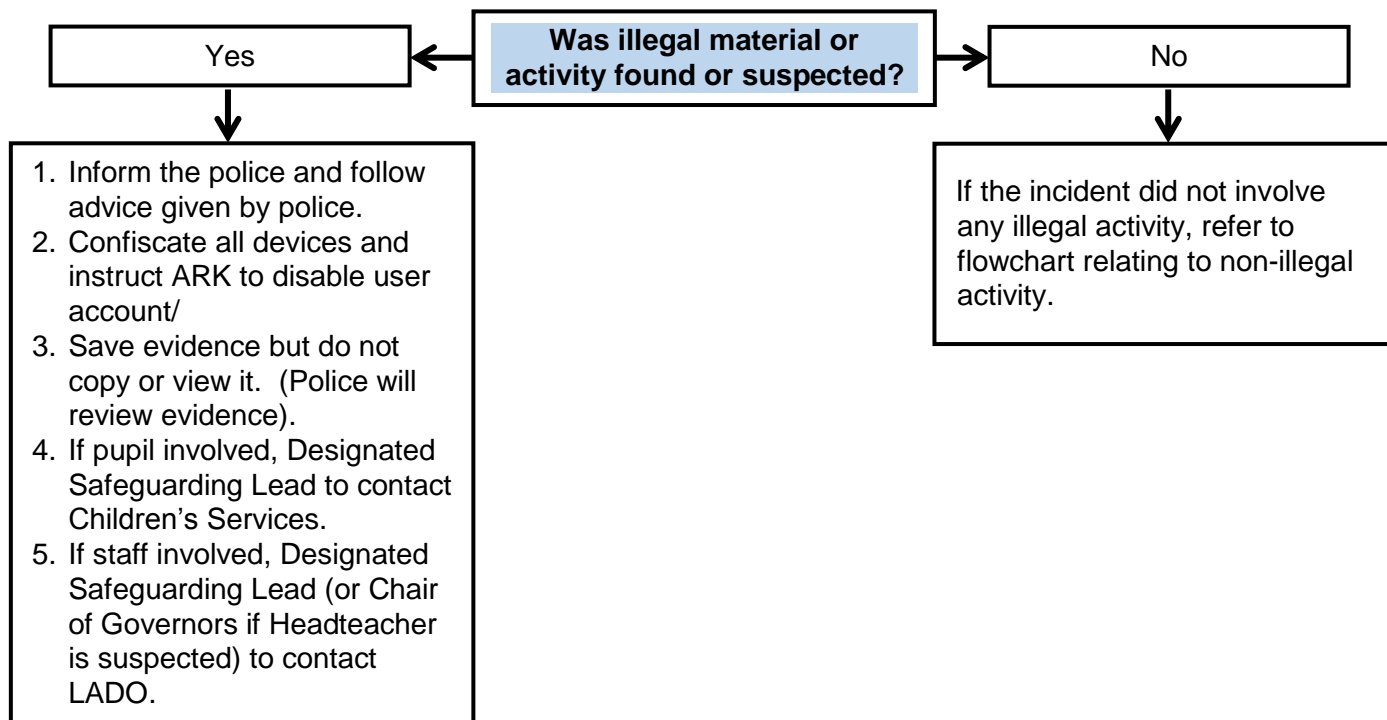 Yes
Was illegal material or
activity found or suspected?
No
1. Inform the police and follow
advice given by police.
2. Confiscate all devices and
instruct ARK to disable user
account/
3. Save evidence but do not
copy or view it.  (Police will
review evidence).
4. If pupil involved, Designated
Safeguarding Lead to contact
Children’s Services.
5. If staff involved, Designated
Safeguarding Lead (or Chair
of Governors if Headteacher
is suspected) to contact
LADO.
If the incident did not involve
any illegal activity, refer to
flowchart relating to non-illegal
activity.